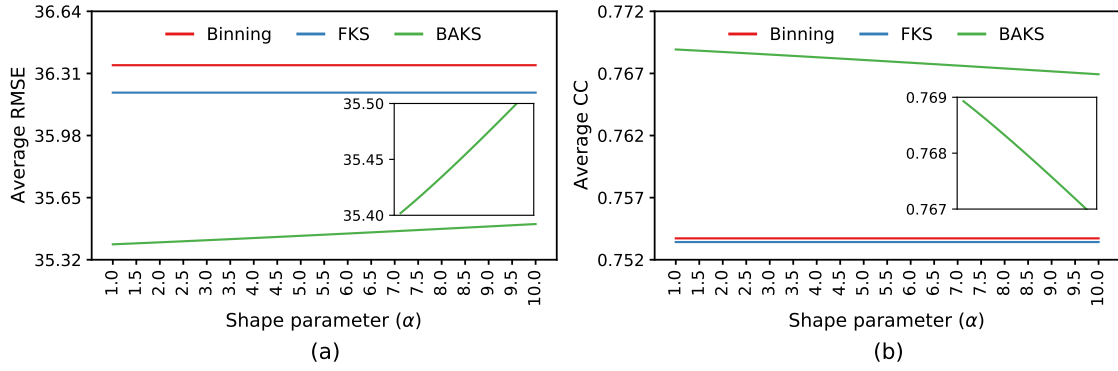 Binning FKS BAKS
Average RMSE
36.64
36.31
35.98
35.65
35.32
35.50
35.45
35.40
1.0 1.5 2.0 2.5 3.0 3.5 4.0 4.5 5.0 5.5 6.0 6.5 7.0 7.5 8.0 8.5 9.0 9.5 10.0
Shape parameter (α)
(a)
Binning FKS BAKS
Average CC
0.772
0.767
0.762
0.757
0.752
0.769
0.768
0.767
1.0 1.5 2.0 2.5 3.0 3.5 4.0 4.5 5.0 5.5 6.0 6.5 7.0 7.5 8.0 8.5 9.0 9.5 10.0
Shape parameter (α)
(b)